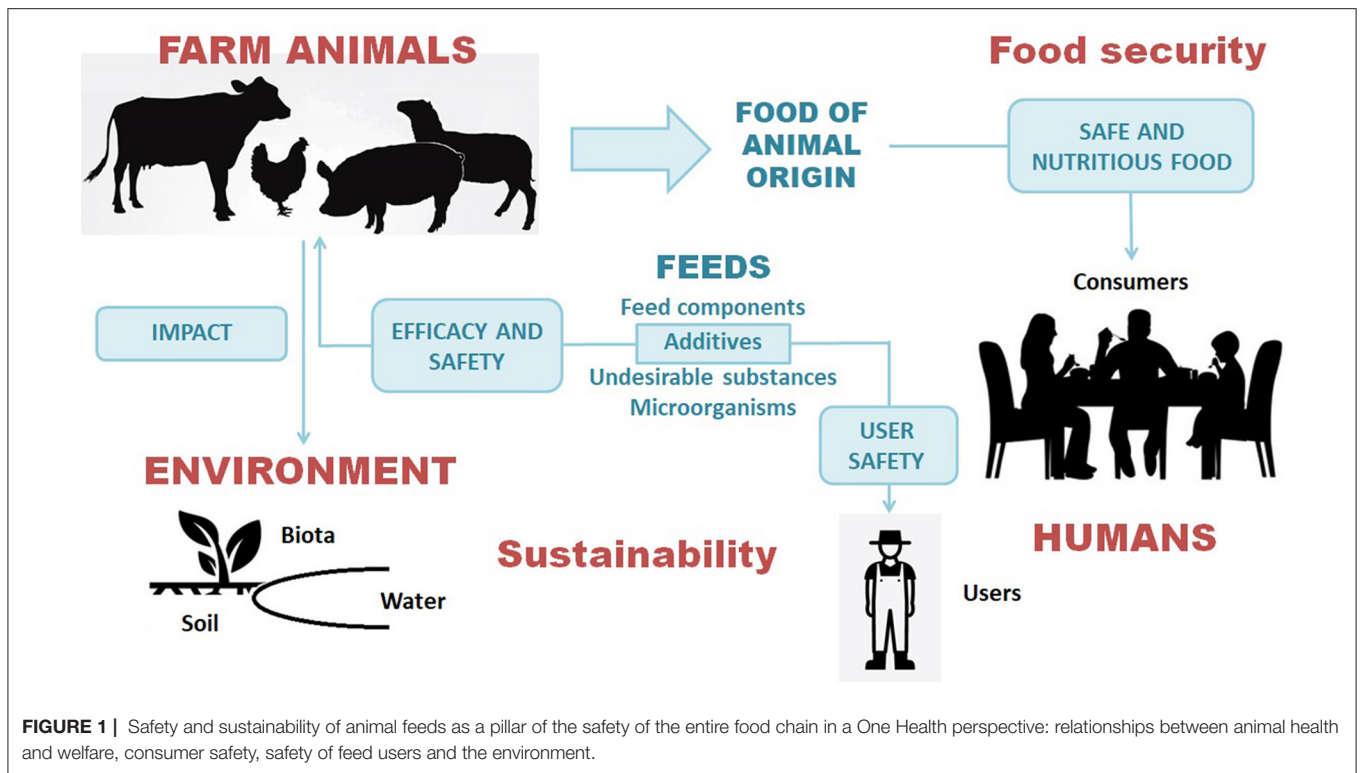 FARM ANIMALS
Food security
FOOD OF
ANIMAL
ORIGIN
SAFE AND
NUTRITIOUS FOOD
FEEDS
Feed components
Additives
Undesirable substances
Microorganisms
Consumers
IMPACT
EFFICACY AND
SAFETY
USER
SAFETY
ENVIRONMENT
Biota
Water
Soil
Sustainability
HUMANS
Users
FIGURE 1 | Safety and sustainability of animal feeds as a pillar of the safety of the entire food chain in a One Health perspective: relationships between animal health
and welfare, consumer safety, safety of feed users and the environment.